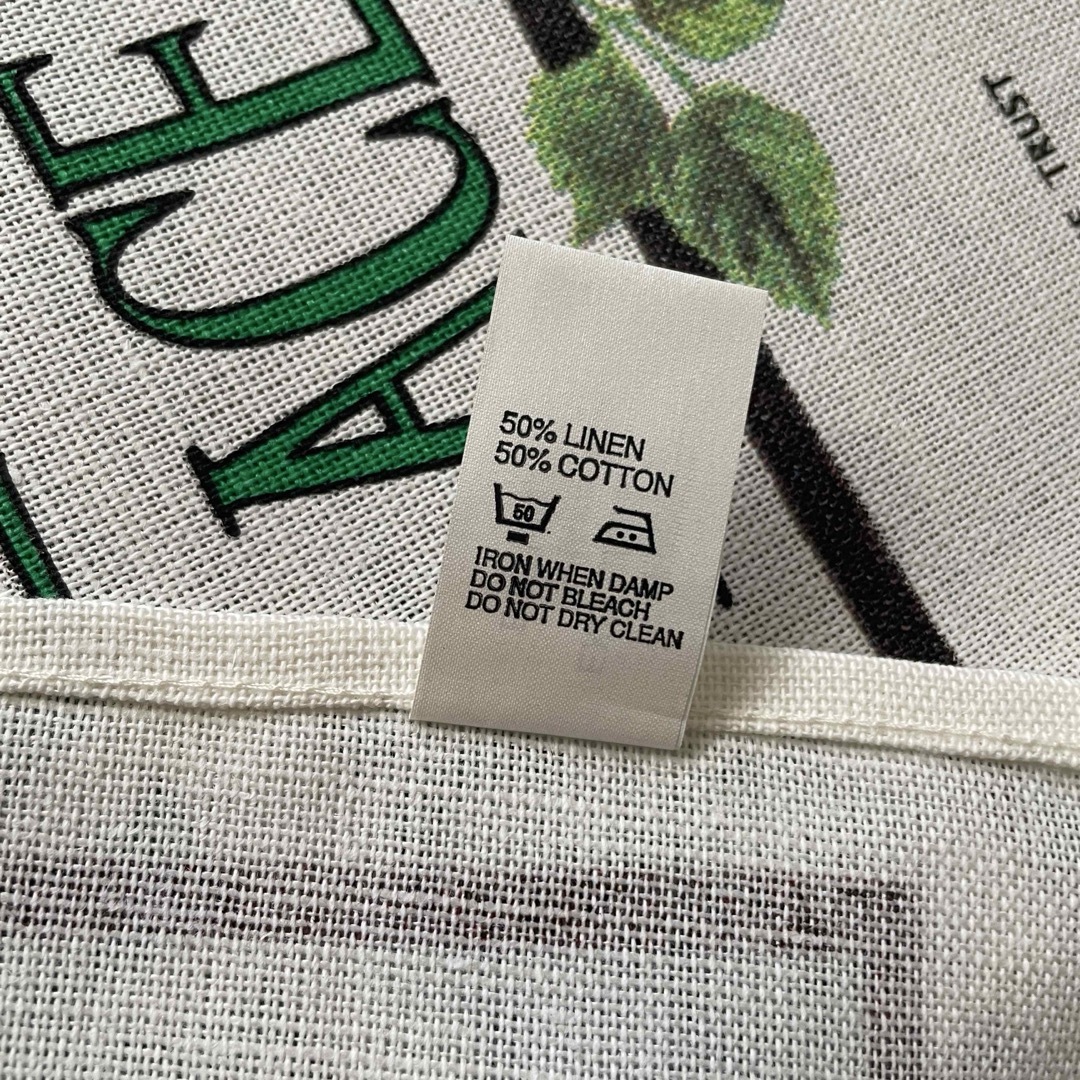 ACE
TRUST
50% LINEN
50% COTTON
50
IRON WHEN DAMP
DO NOT BLEACH
DO NOT DRY CLEAN